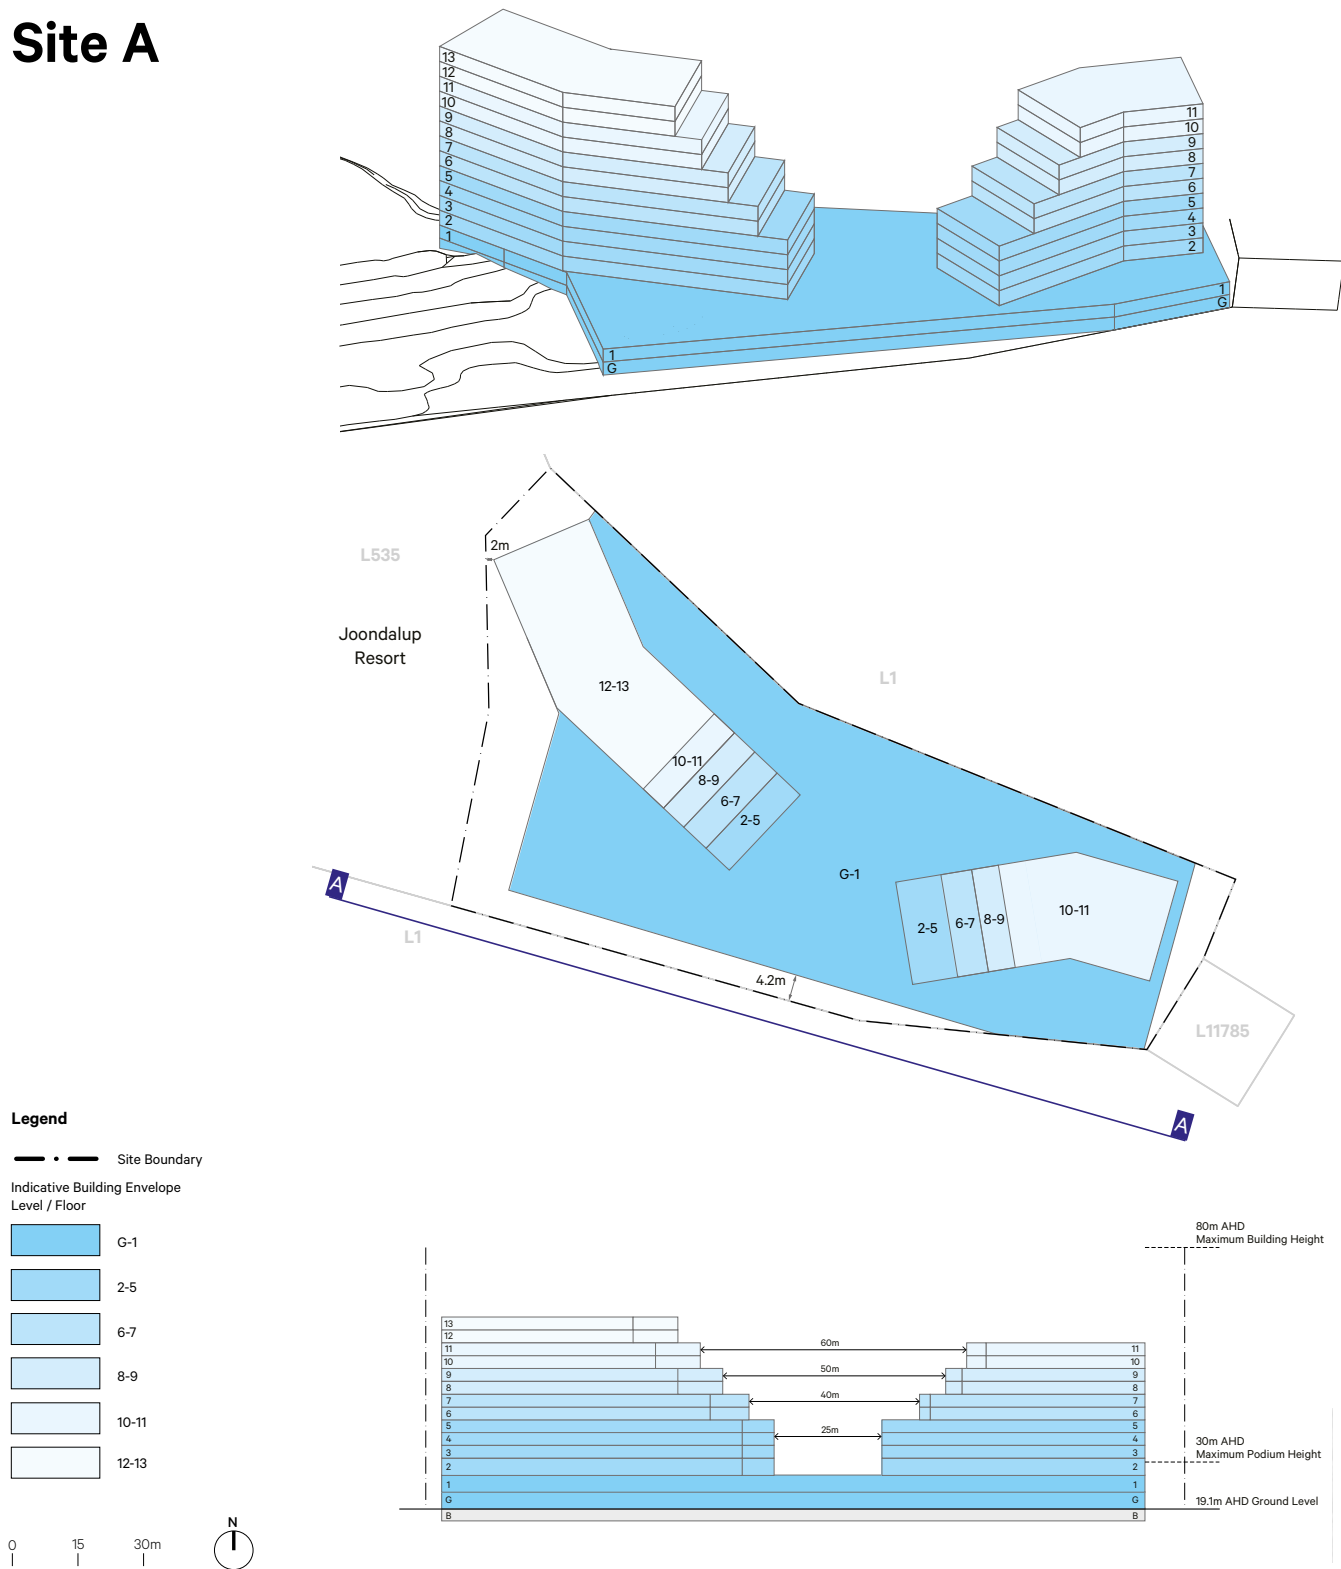 Site A
13
12
11
10
9
8
7
6
5
4
3
2
1
11
10
9
8
7
6
5
4
3
2
1
G
1
G
L535
2m
Joondalup
Resort
L1
12-13
10-11
8-9
6-7
2-5
G-1
2-5
6-7
8-9
10-11
A
L1
4.2m
L11785
A
Legend
Site Boundary
Indicative Building Envelope
Level / Floor
G-1
2-5
6-7
8-9
10-11
12-13
0 15 30m
N
80m AHD
Maximum Building Height
13
12
11 60m 11
10 10
9 50m 9
8 8
7 40m 7
6 6
5 5
4 25m 4
3 3
2 2
1 1
G G
B B
30m AHD
Maximum Podium Height
19.1m AHD Ground Level